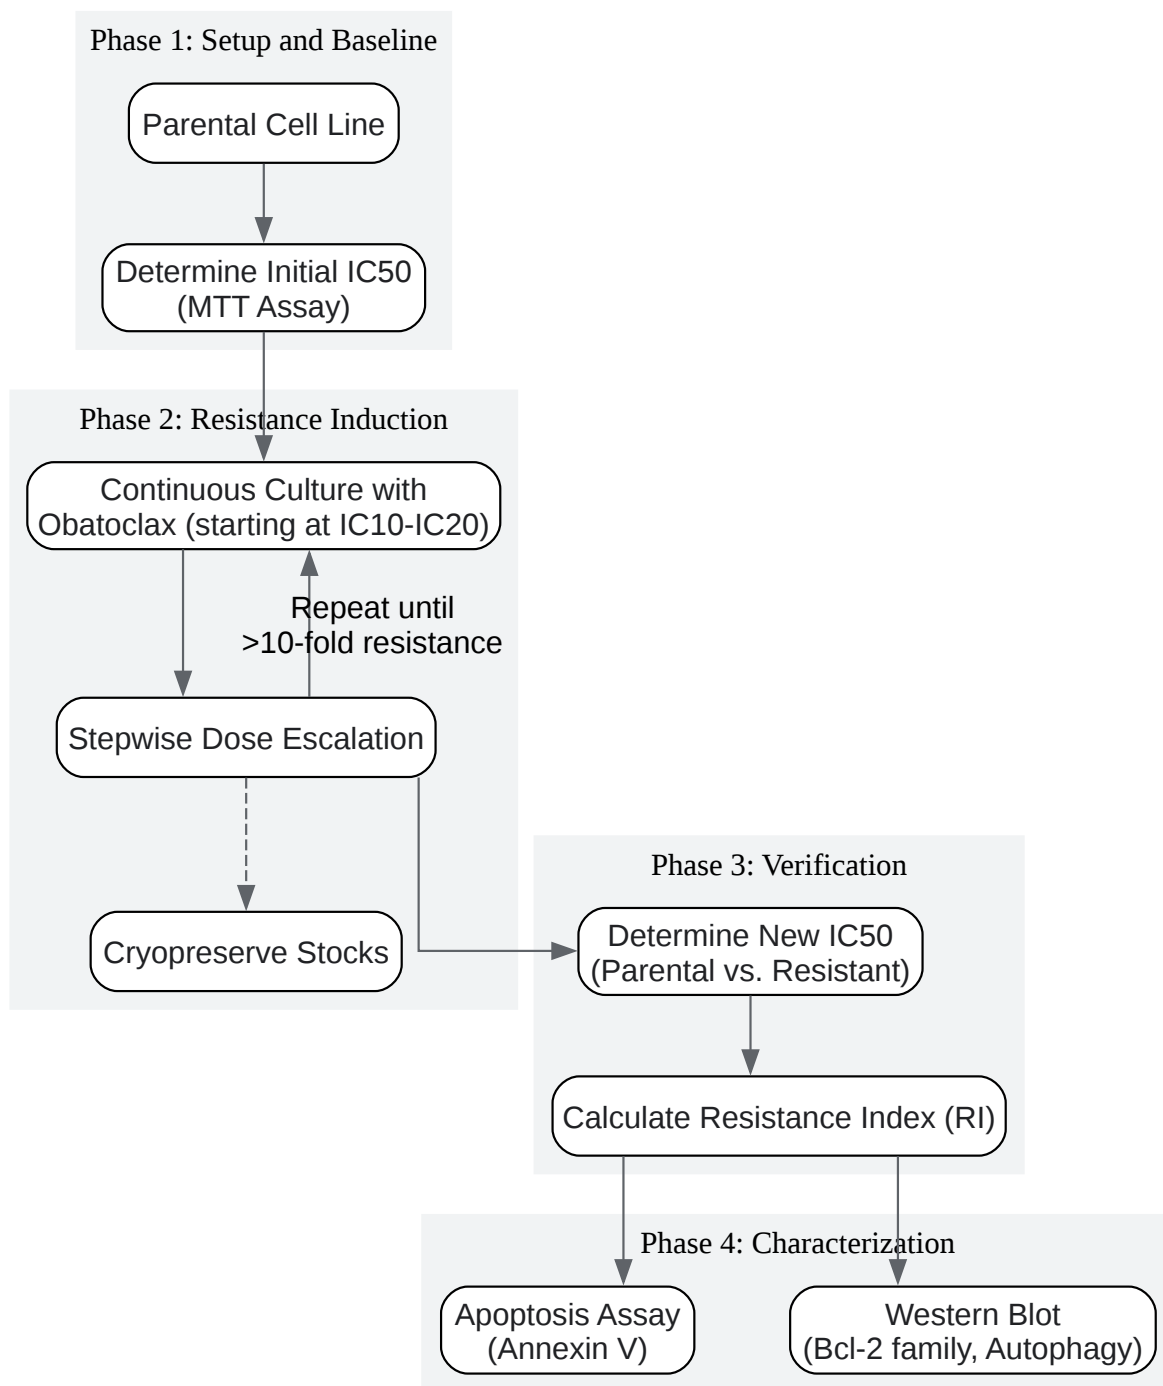 Phase 1: Setup and Baseline
Parental Cell Line
Determine Initial IC50
(MTT Assay)
Phase 2: Resistance Induction
Continuous Culture with
Obatoclax (starting at IC10-IC20)
Repeat until
>10-fold resistance
Stepwise Dose Escalation
Cryopreserve Stocks
Phase 3: Verification
Determine New IC50
(Parental vs. Resistant)
Calculate Resistance Index (RI)
Phase 4: Characterization
Apoptosis Assay
(Annexin V)
Western Blot
(Bcl-2 family, Autophagy)